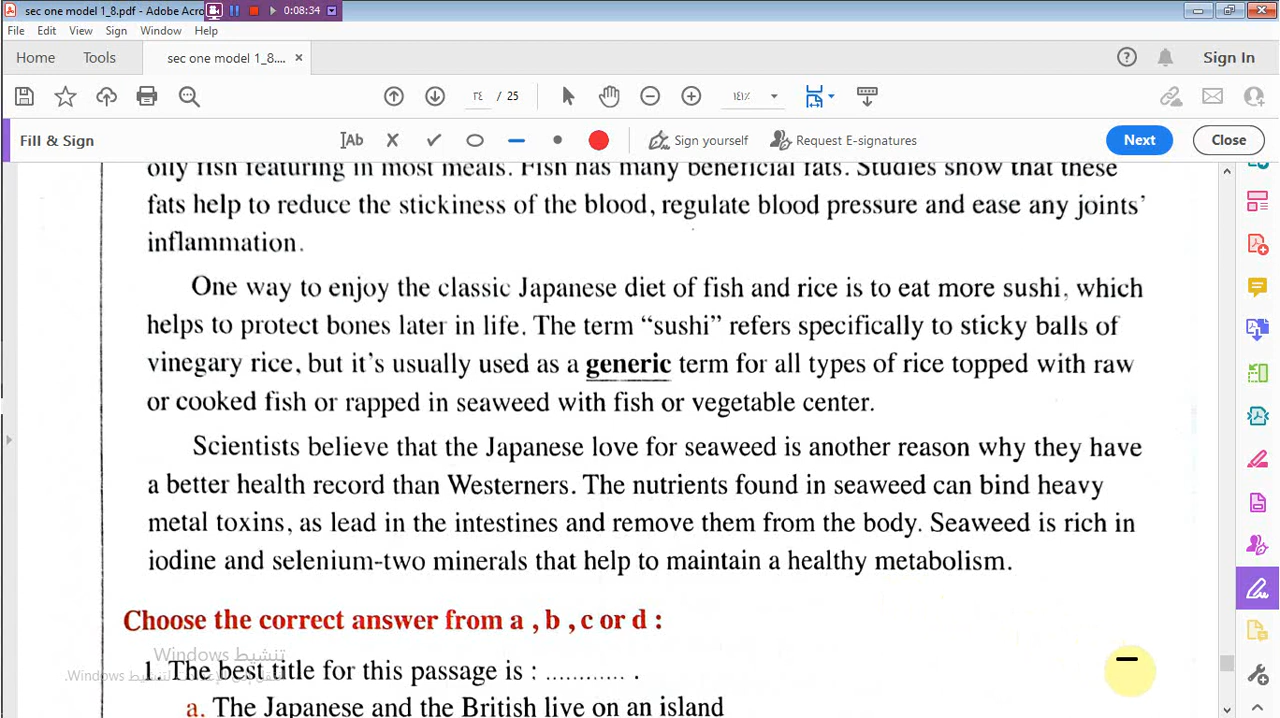 sec one model 1_8.pdf - Adobe Acro
0:08:34
File Edit View Sign Window Help
Home Tools sec one model 1_8.... × Sign In
٢٤ / 25 ١٤١٪
Fill & Sign Ab Sign yourself Request E-signatures Next Close
oily fish featuring in most meals. Fish has many beneficial fats. Studies show that these
fats help to reduce the stickiness of the blood, regulate blood pressure and ease any joints'
inflammation.
One way to enjoy the classic Japanese diet of fish and rice is to eat more sushi, which
helps to protect bones later in life. The term “sushi” refers specifically to sticky balls of
vinegary rice, but it's usually used as a generic term for all types of rice topped with raw
or cooked fish or rapped in seaweed with fish or vegetable center.
Scientists believe that the Japanese love for seaweed is another reason why they have
a better health record than Westerners. The nutrients found in seaweed can bind heavy
metal toxins, as lead in the intestines and remove them from the body. Seaweed is rich in
iodine and selenium-two minerals that help to maintain a healthy metabolism.
Choose the correct answer from a , b , c or d :
تنشيط Windows
1. The best title for this passage is : ............ .
لتنشيط Windows.
a. The Japanese and the British live on an island